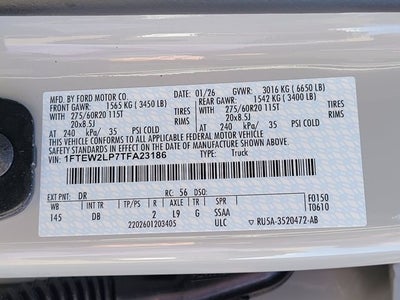 MFD. BY FORD MOTOR CO. 01/26 GVWR: 3016 KG (6650 LB)
FRONT GAWR: 1565 KG (3450 LB) REAR GAWR: 1542 KG (3400 LB)
WITH WITH
275/60R20 115T TIRES 275/60R20 115T TIRES
20x8.5J RIMS 20x8.5J RIMS
AT 240 kPa/ 35 PSI COLD AT 240 kPa/ 35 PSI COLD
THIS VEHICLE CONFORMS TO ALL APPLICABLE FEDERAL MOTOR VEHICLE
SAFETY STANDARDS IN EFFECT ON THE DATE OF MANUFACTURE SHOWN ABOVE.
VIN: 1FTEW2LP7TFA23186 TYPE: Truck
EXT PNT: DR RC: 56 DSO:
WB INT TR TP/PS R AXLE TR SPR F0150
145 DB 2 L9 G SSAA T0610
2202601203405 ULC RU5A-3520472-AB